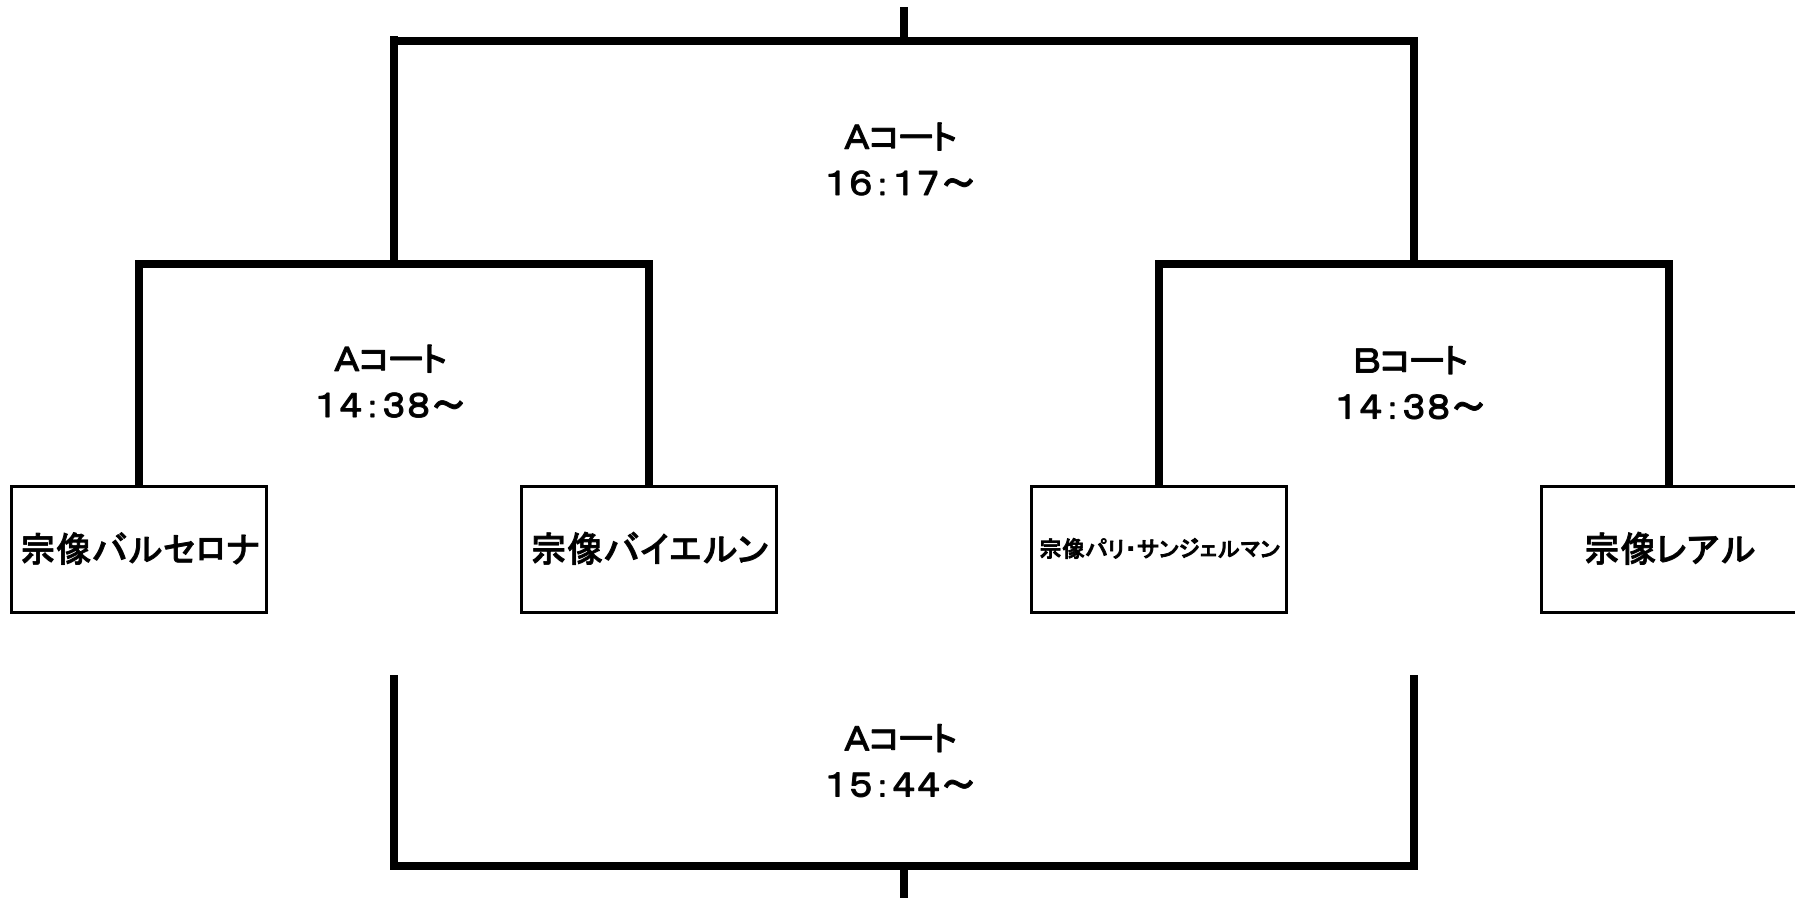 Aコート
16:17～
Aコート
14:38～
Bコート
14:38～
宗像バルセロナ
宗像バイエルン
宗像パリ・サンジェルマン
宗像レアル
Aコート
15:44～